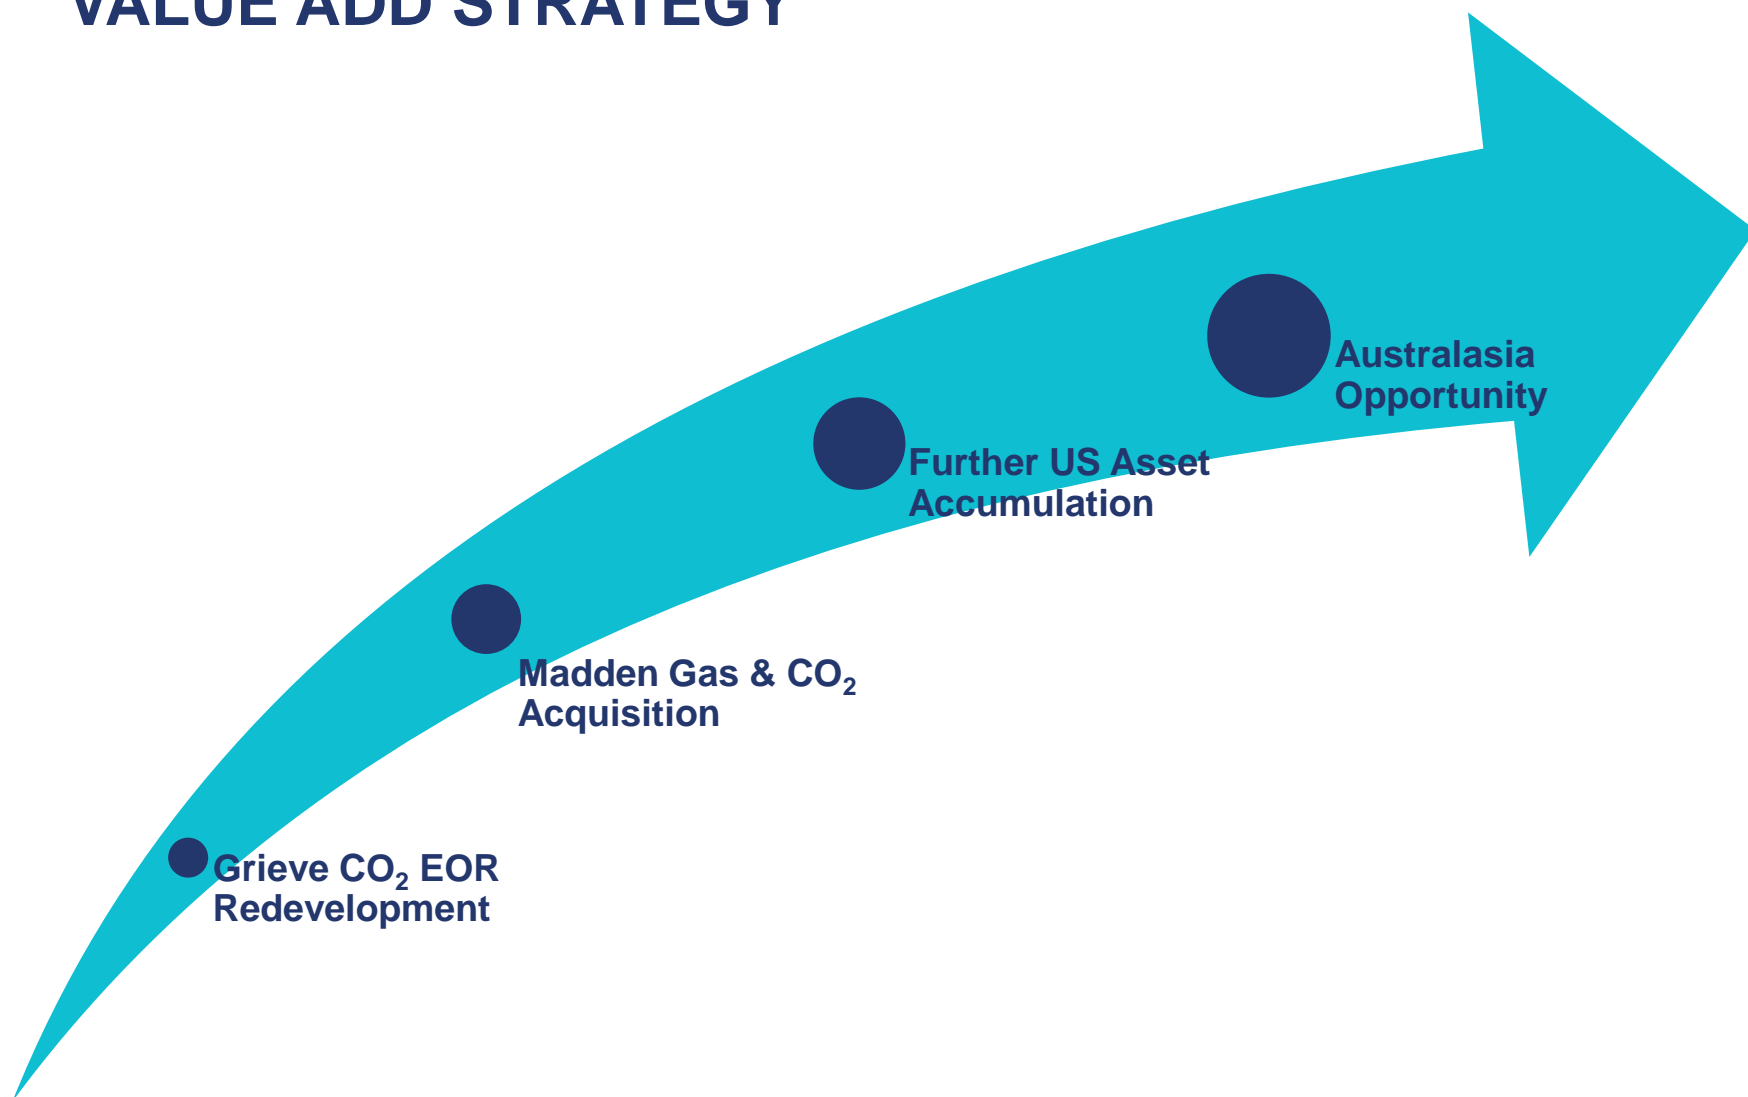 VALUE ADD STRATEGY
Australasia
Opportunity
Further US Asset
Accumulation
Madden Gas & CO₂
Acquisition
Grieve CO₂ EOR
Redevelopment